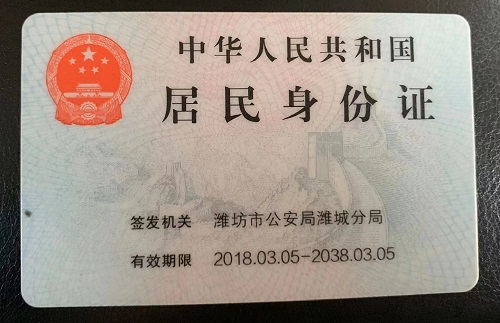 中华人民共和国
居民身份证
签发机关 潍坊市公安局潍城分局
有效期限 2018.03.05-2038.03.05